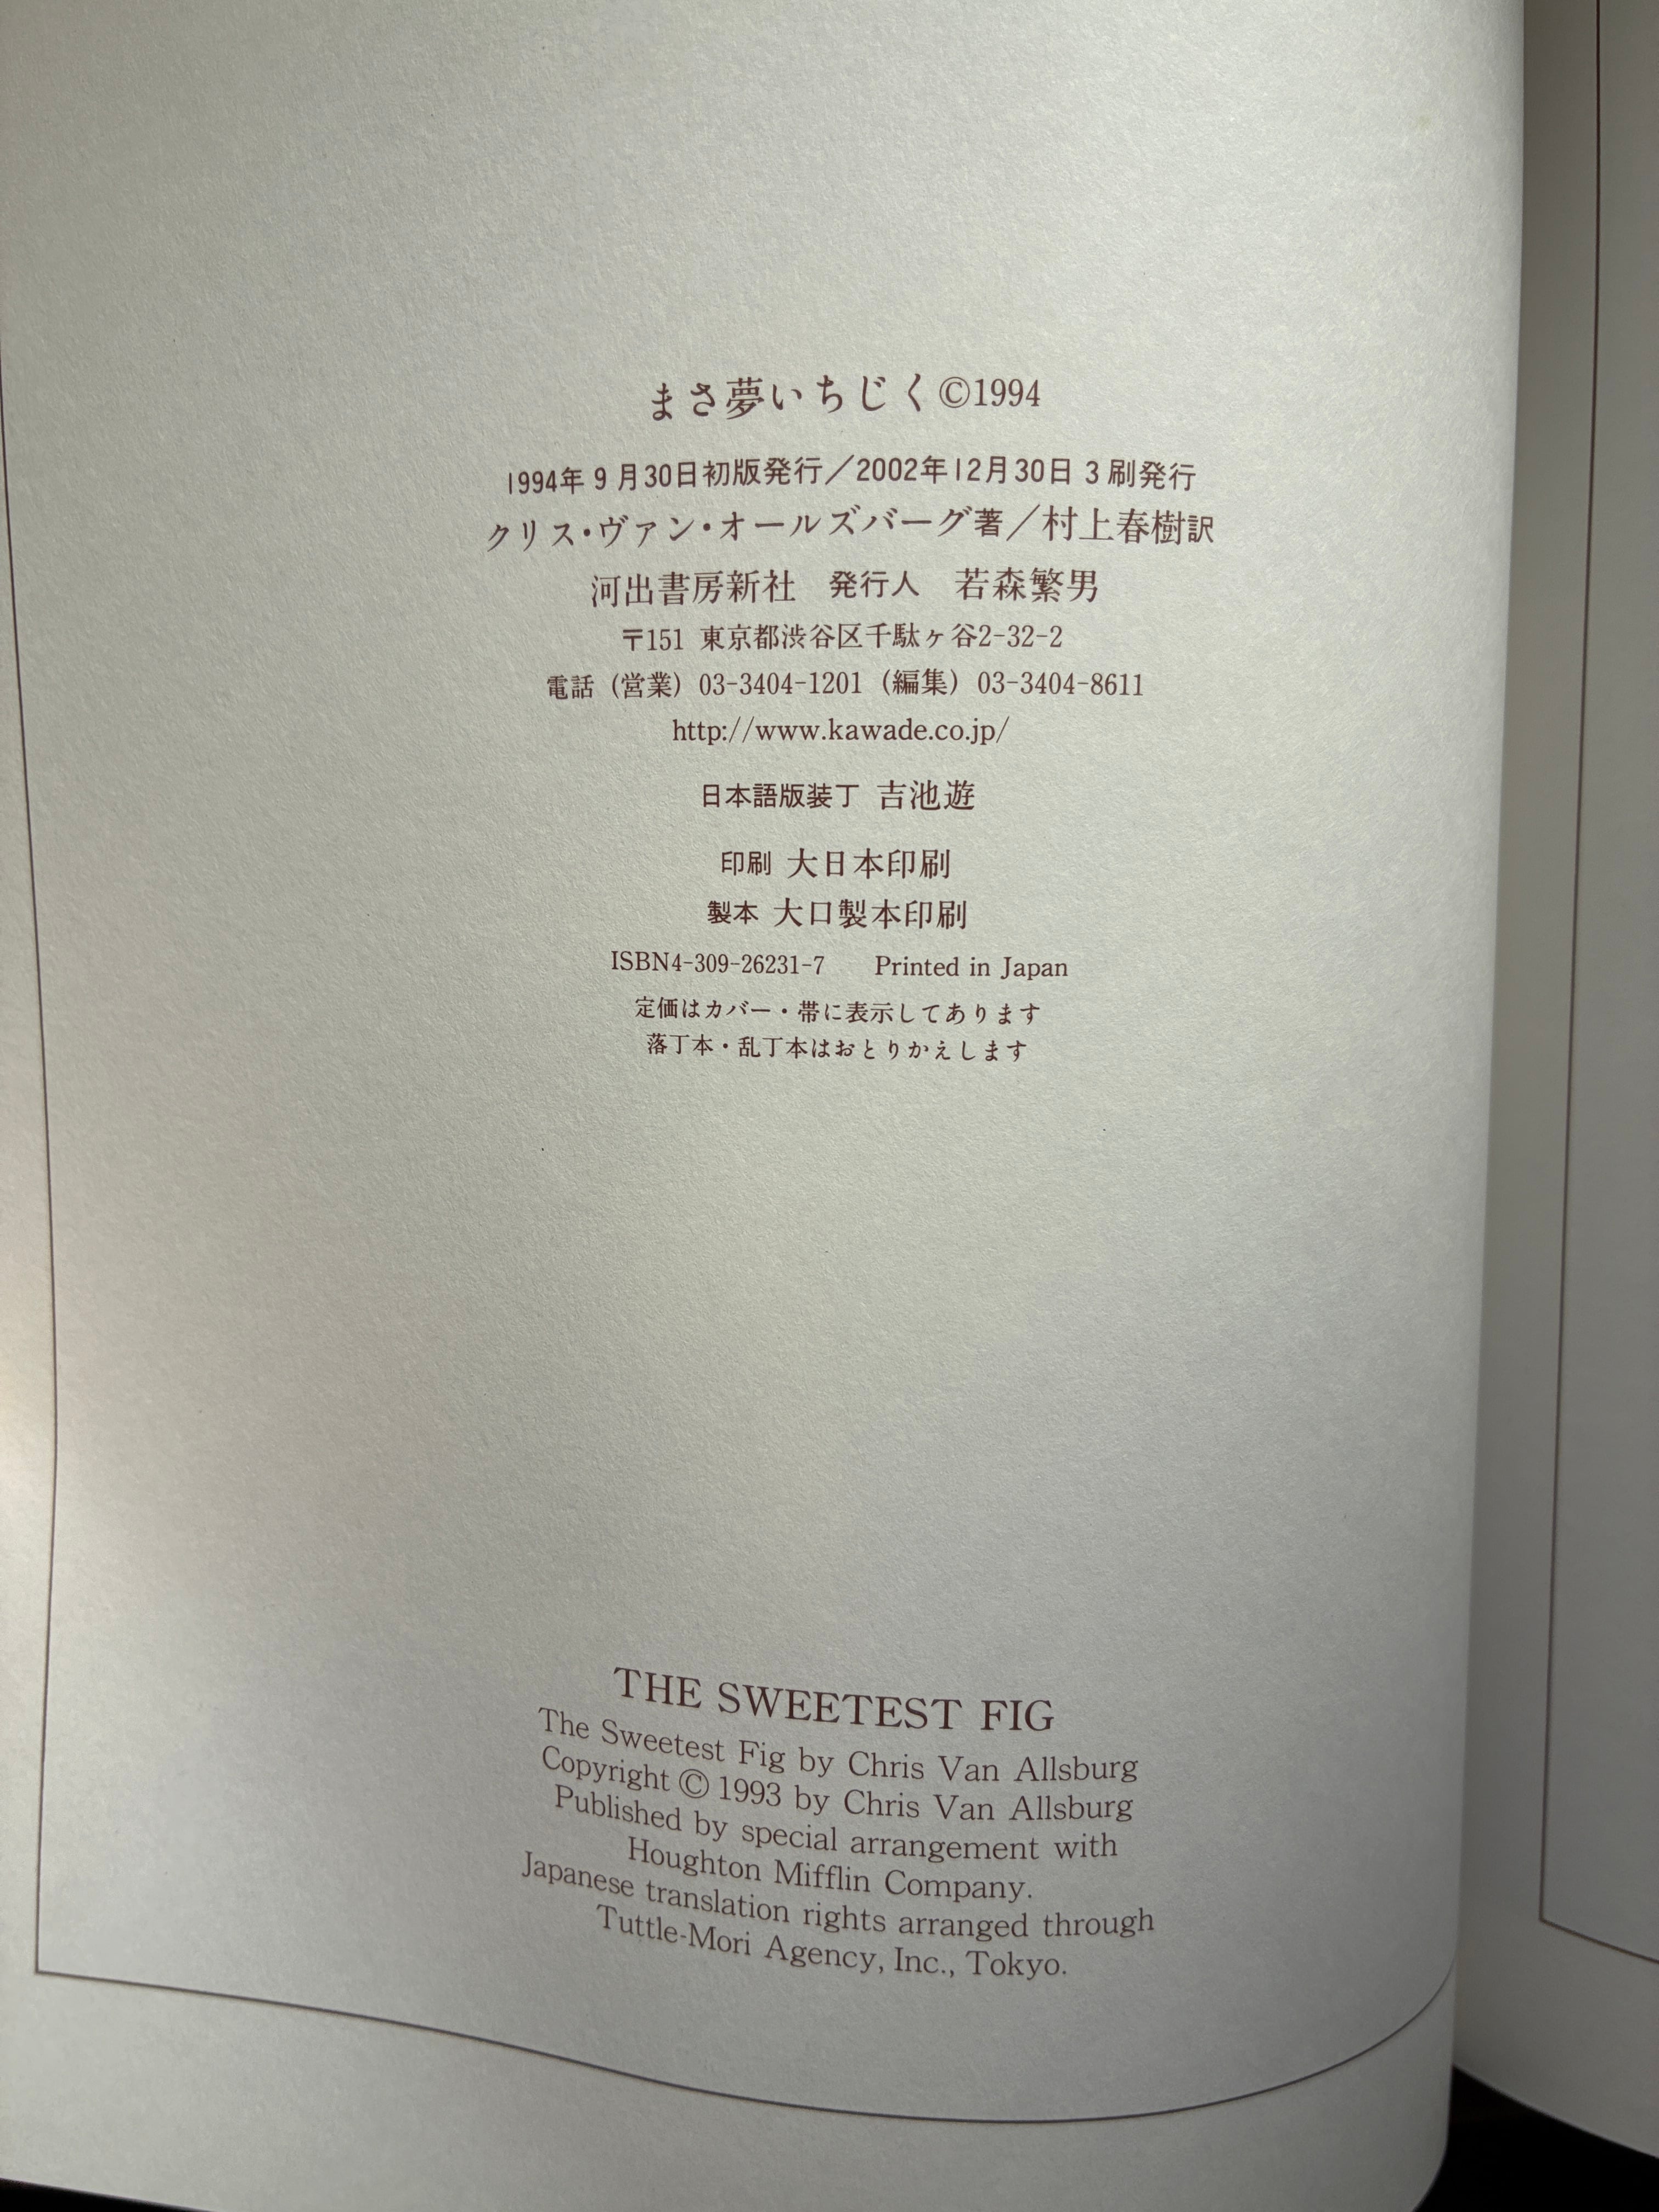 まさ夢いちじく©1994
1994年9月30日初版発行／2002年12月30日3刷発行
クリス・ヴァン・オールズバーグ著／村上春樹訳
河出書房新社　発行人　若森繁男
〒151 東京都渋谷区千駄ヶ谷2-32-2
電話（営業）03-3404-1201（編集）03-3404-8611
http://www.kawade.co.jp/
日本語版装丁 吉池遊
印刷 大日本印刷
製本 大口製本印刷
ISBN4-309-26231-7　Printed in Japan
定価はカバー・帯に表示してあります
落丁本・乱丁本はおとりかえします
THE SWEETEST FIG
The Sweetest Fig by Chris Van Allsburg
Copyright © 1993 by Chris Van Allsburg
Published by special arrangement with
Houghton Mifflin Company.
Japanese translation rights arranged through
Tuttle-Mori Agency, Inc., Tokyo.